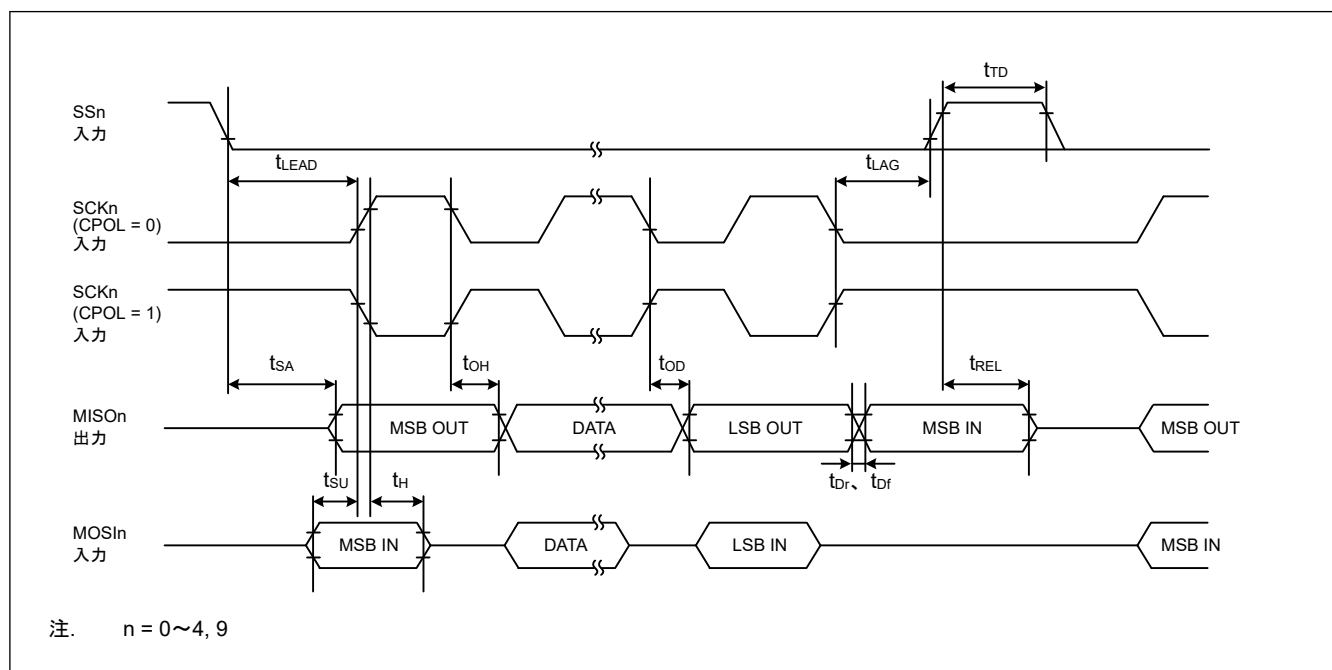 tTD
SSn
入力
tLEAD
tLAG
SCKn
(CPOL = 0)
入力
SCKn
(CPOL = 1)
入力
tSA
tOH
tOD
tREL
MISOn
出力
MSB OUT
DATA
LSB OUT
MSB IN
MSB OUT
tSU
tH
tDr、 tDf
MOSIn
入力
MSB IN
DATA
LSB IN
MSB IN
注. n = 0～4, 9